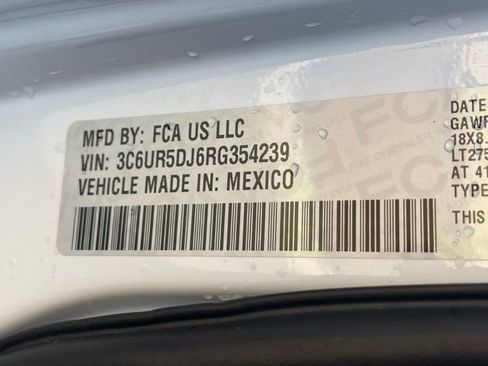 MFD BY: FCA US LLC
VIN: 3C6UR5DJ6RG354239
VEHICLE MADE IN: MEXICO
DATE
GAWR
18X8.
LT275
AT 41
TYPE
THIS